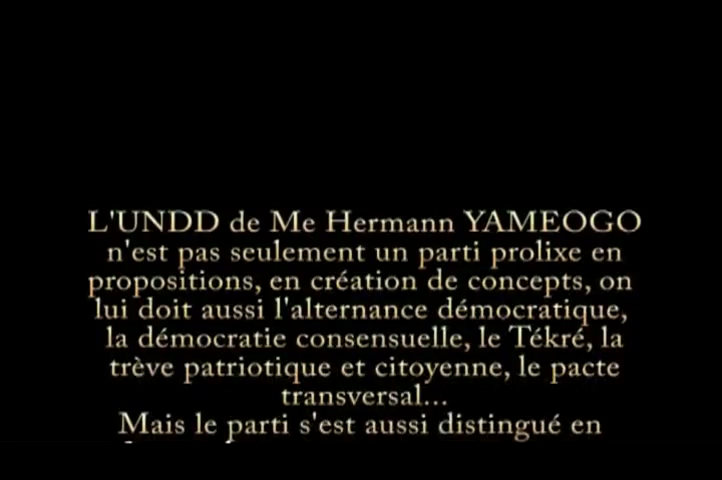 L'UNDD de Me Hermann YAMEOGO
n'est pas seulement un parti prolixe en
propositions, en création de concepts, on
lui doit aussi l'alternance démocratique,
la démocratie consensuelle, le Tékré, la
trève patriotique et citoyenne, le pacte
transversal...
Mais le parti s'est aussi distingué en